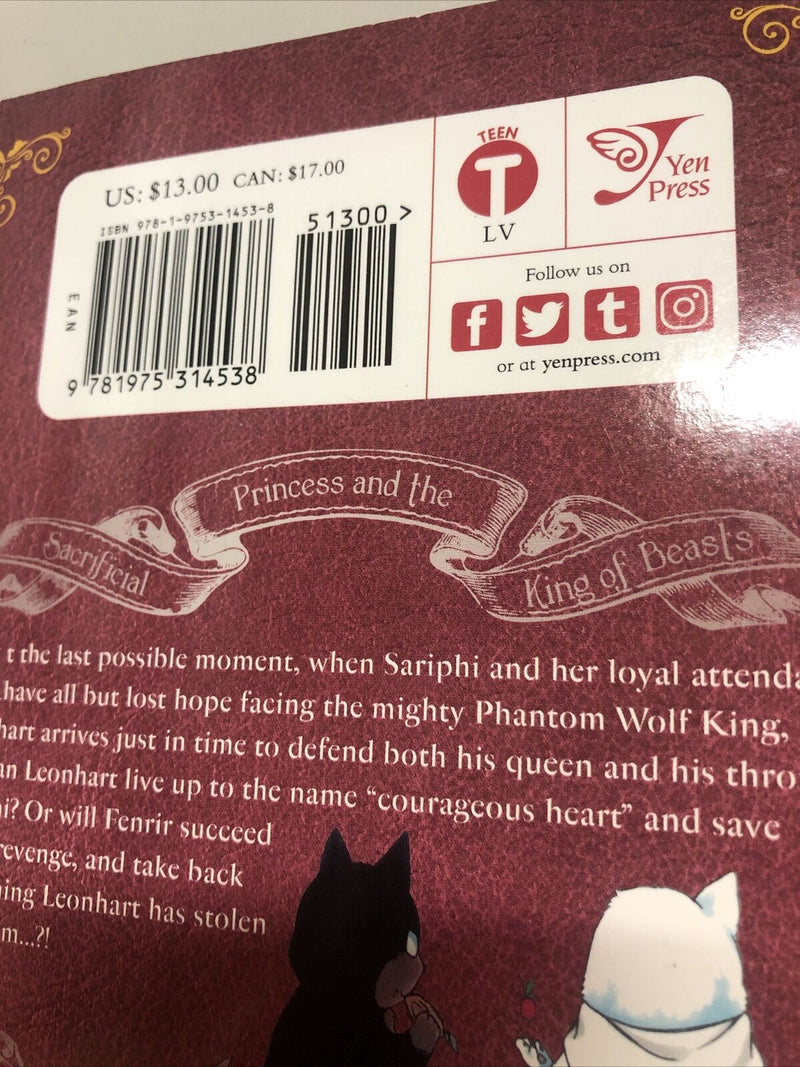 US: $13.00 CAN: $17.00
ISBN 978-1-9753-1453-8
51300 >
EAN
9 781975 314538
TEEN
T
LV
Yen
Press
Follow us on
f t
or at yenpress.com
Sacrificial Princess and the King of Beasts
t the last possible moment, when Sariphi and her loyal attenda
have all but lost hope facing the mighty Phantom Wolf King,
hart arrives just in time to defend both his queen and his thro
an Leonhart live up to the name “courageous heart” and save
i? Or will Fenrir succeed
revenge, and take back
ing Leonhart has stolen
m...?!